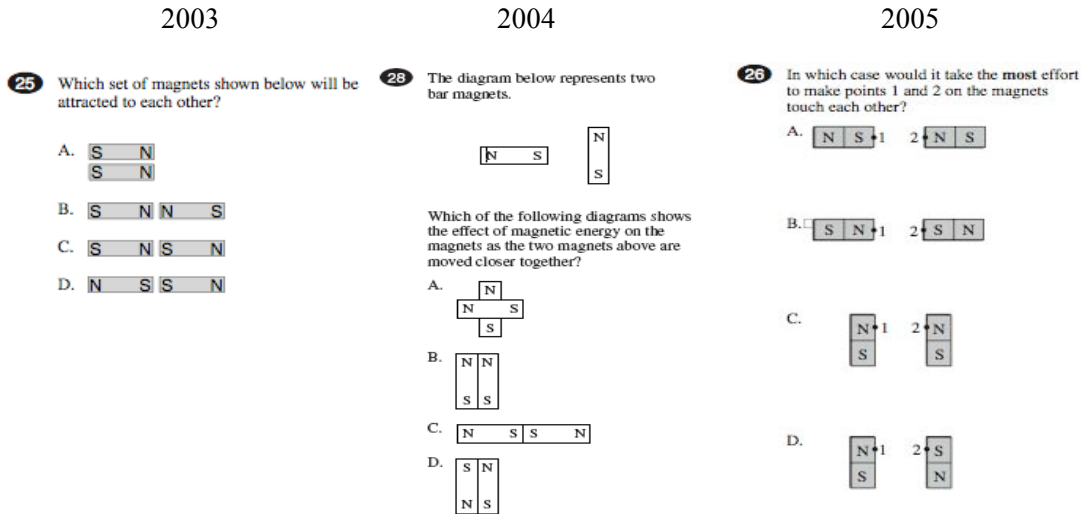 2003
25 Which set of magnets shown below will be
attracted to each other?
A. S N
S N
B. S N N S
C. S N S N
D. N S S N
2004
28 The diagram below represents two
bar magnets.
N S
N
S
Which of the following diagrams shows
the effect of magnetic energy on the
magnets as the two magnets above are
moved closer together?
A. N
N S
S
B. N N
S S
C. N S S N
D. S N
N S
2005
26 In which case would it take the most effort
to make points 1 and 2 on the magnets
touch each other?
A. N S 1 2 N S
B. S N 1 2 S N
C. N 1 2 N
S S
D. N 1 2 S
S N